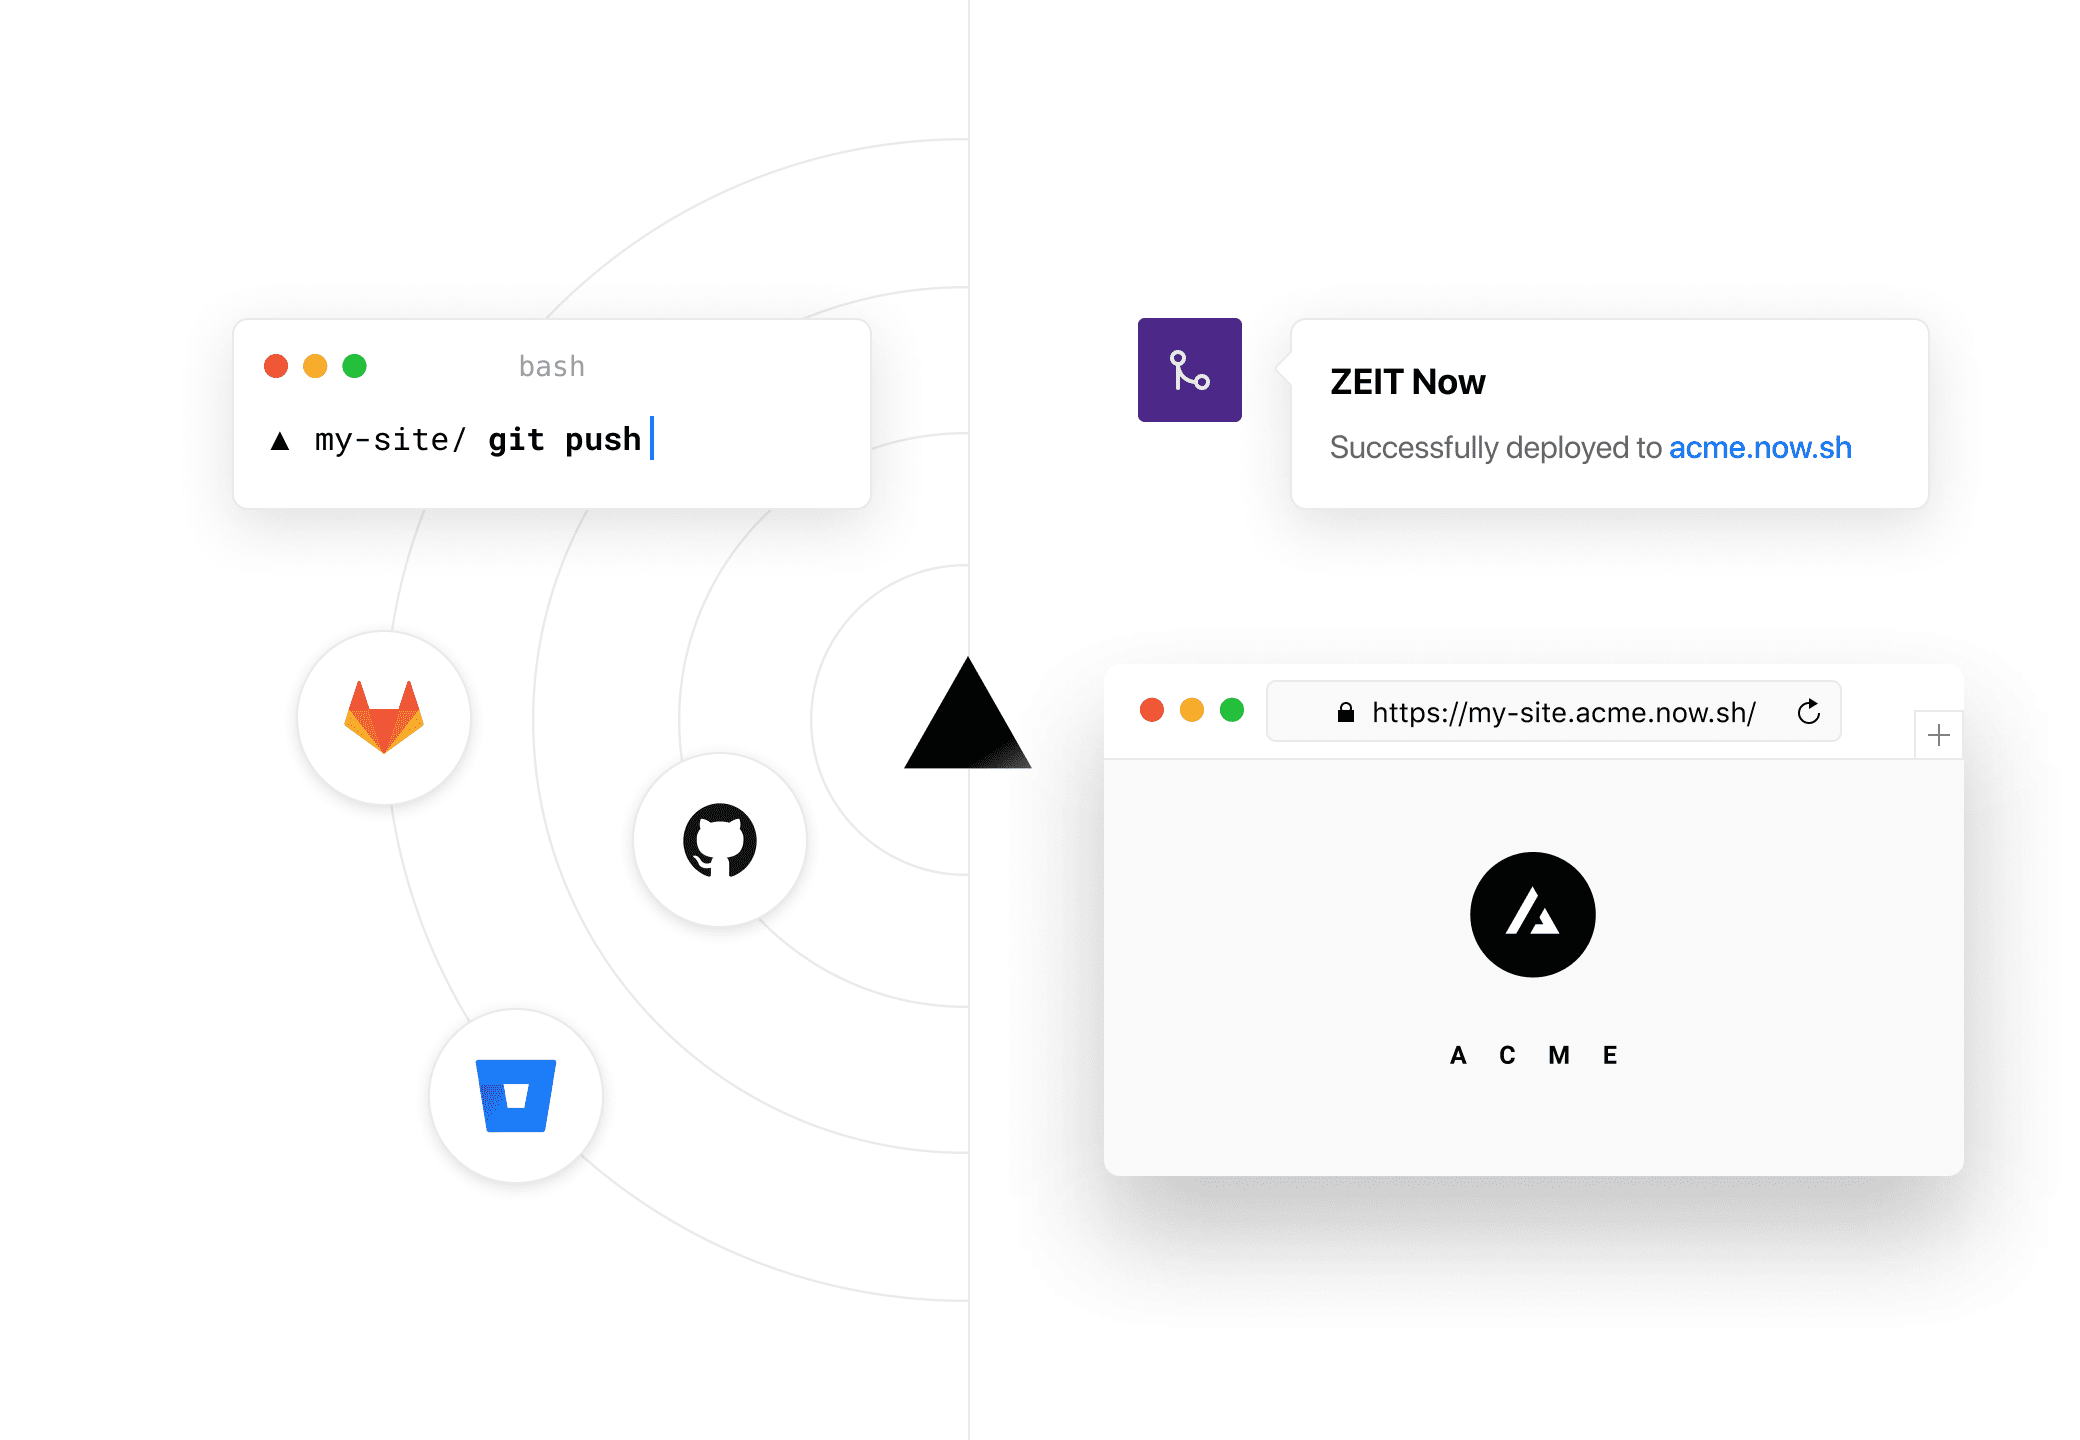 bash
▲ my-site/ git push
ZEIT Now
Successfully deployed to acme.now.sh
https://my-site.acme.now.sh/
A C M E